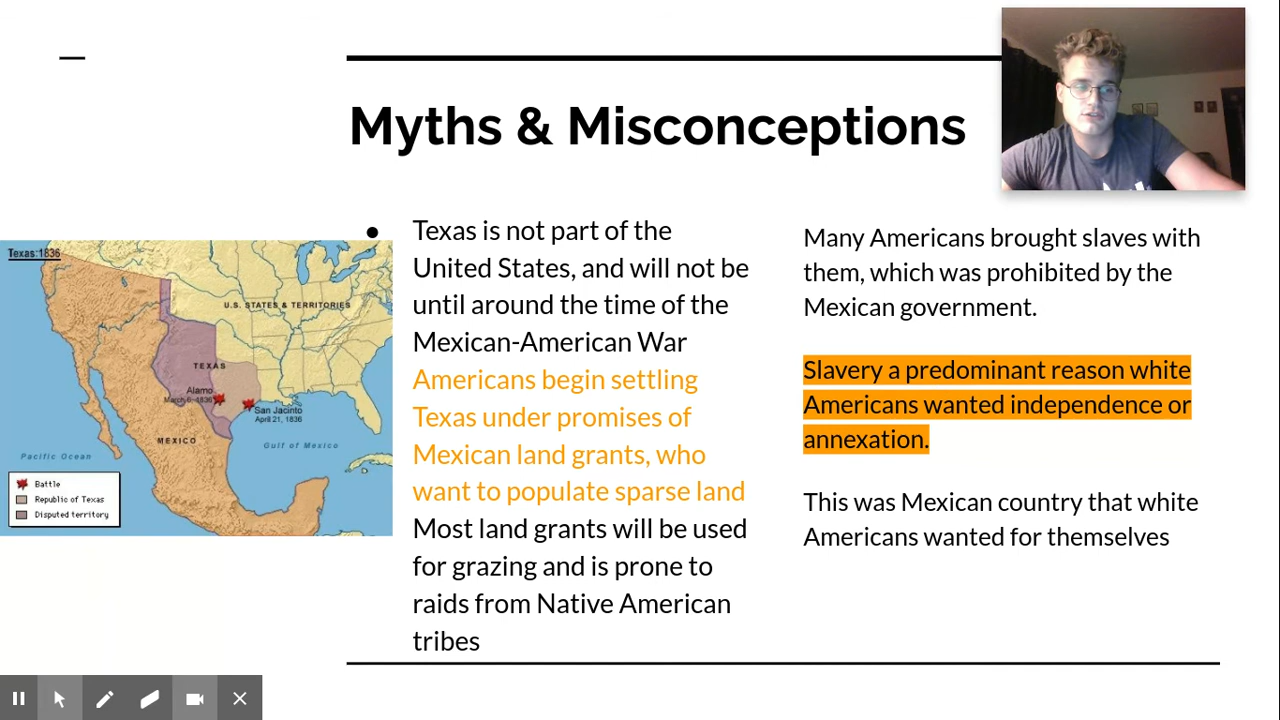 Myths & Misconceptions
Texas:1836
U.S. STATES & TERRITORIES
TEXAS
Alamo
March 6, 1836
San Jacinto
April 21, 1836
MEXICO
Gulf of Mexico
Pacific Ocean
Battle
Republic of Texas
Disputed territory
● Texas is not part of the
United States, and will not be
until around the time of the
Mexican-American War
Americans begin settling
Texas under promises of
Mexican land grants, who
want to populate sparse land
Most land grants will be used
for grazing and is prone to
raids from Native American
tribes
Many Americans brought slaves with
them, which was prohibited by the
Mexican government.
Slavery a predominant reason white
Americans wanted independence or
annexation.
This was Mexican country that white
Americans wanted for themselves